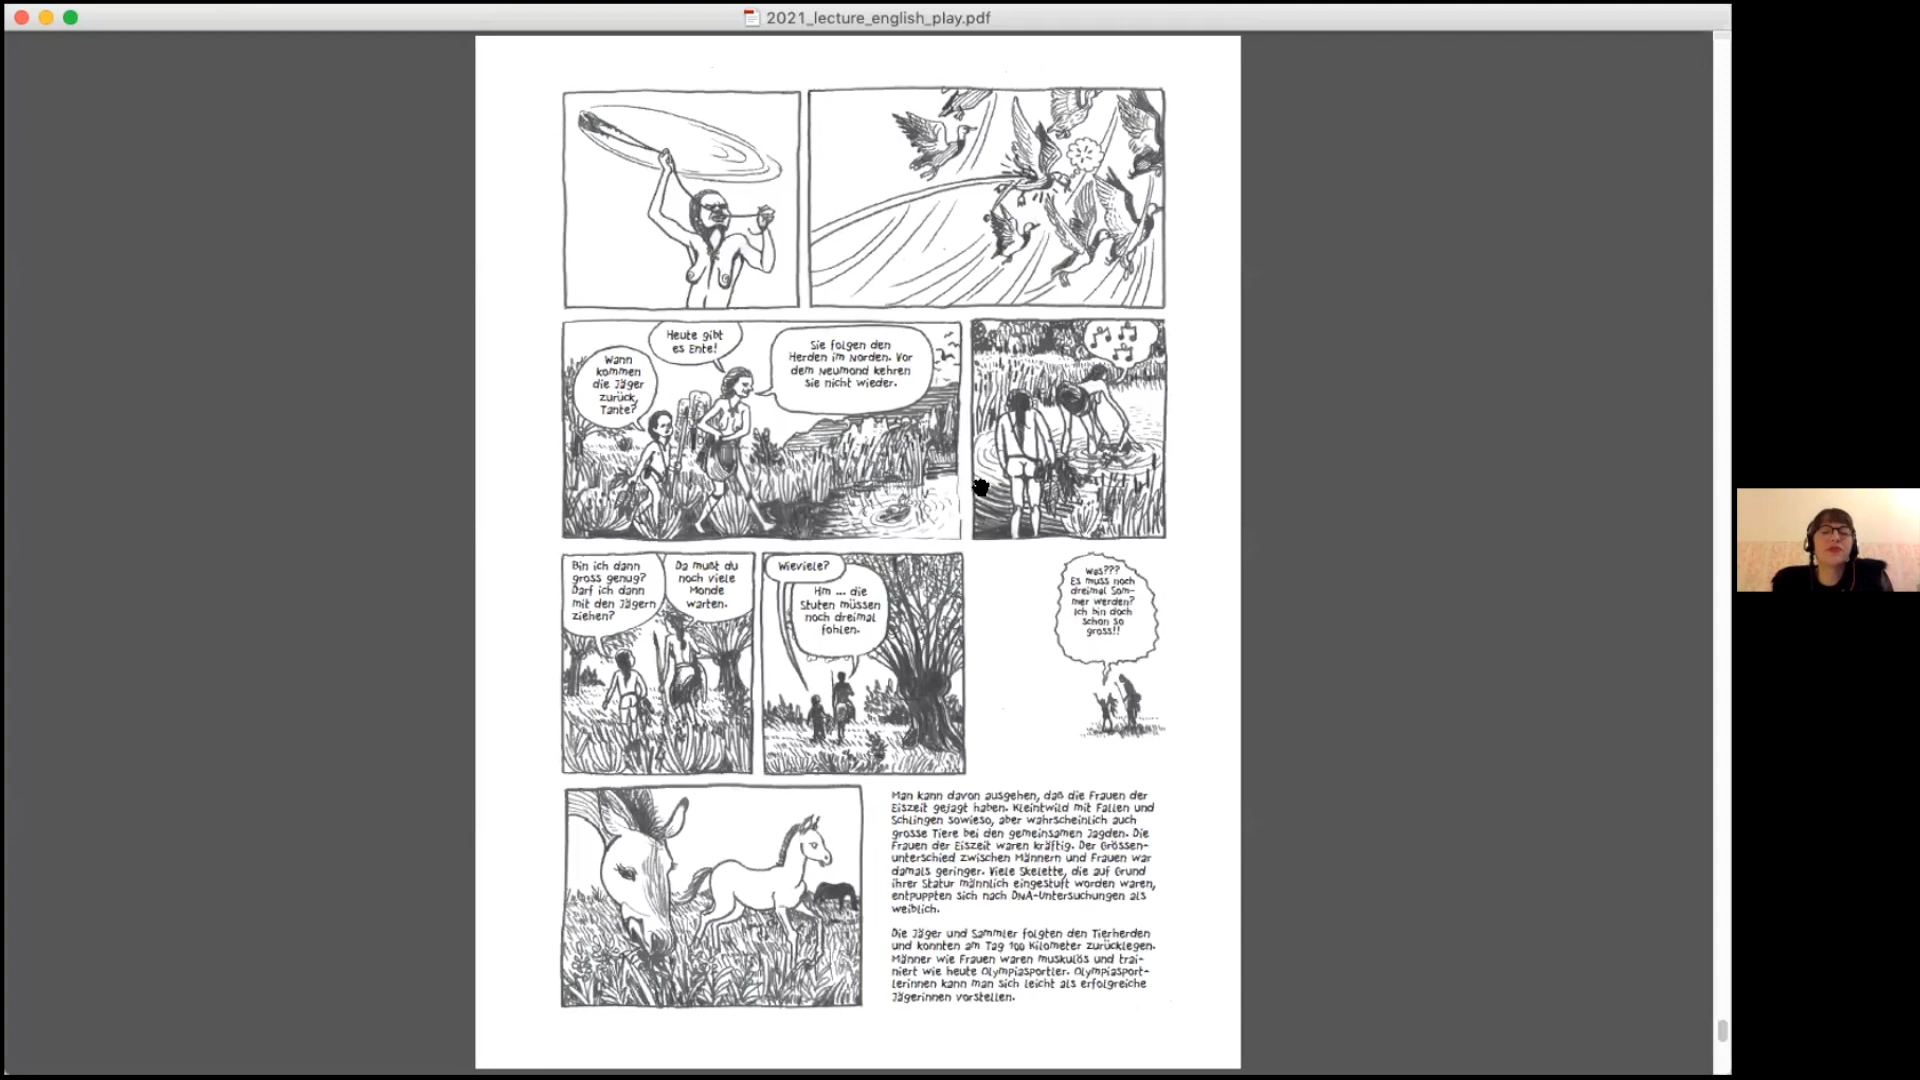 2021_lecture_english_play.pdf
Wann
kommen
die Jäger
zurück,
Tante?
Heute gibt
es Ente!
Sie folgen den
Herden im Norden. Vor
dem Neumond kehren
sie nicht wieder.
Bin ich dann
gross genug?
Darf ich dann
mit den Jägern
ziehen?
Da mußt du
noch viele
Monde
warten.
Wieviele?
Hm ... die
Stuten müssen
noch dreimal
fohlen.
Was???
Es muss noch
dreimal Som-
mer werden?
Ich bin doch
schon so
gross!!
Man kann davon ausgehen, daß die Frauen der
Eiszeit gejagt haben. Kleintwild mit Fallen und
Schlingen sowieso, aber wahrscheinlich auch
grosse Tiere bei den gemeinsamen Jagden. Die
Frauen der Eiszeit waren kräftig. Der Grössen-
unterschied zwischen Männern und Frauen war
damals geringer. Viele Skelette, die auf Grund
ihrer Statur männlich eingestuft worden waren,
entpuppten sich nach DNA-Untersuchungen als
weiblich.
Die Jäger und Sammler folgten den Tierherden
und konnten am Tag 100 Kilometer zurücklegen.
Männer wie Frauen waren muskulös und trai-
niert wie heute Olympiasportler. Olympiasport-
lerinnen kann man sich leicht als erfolgreiche
Jägerinnen vorstellen.